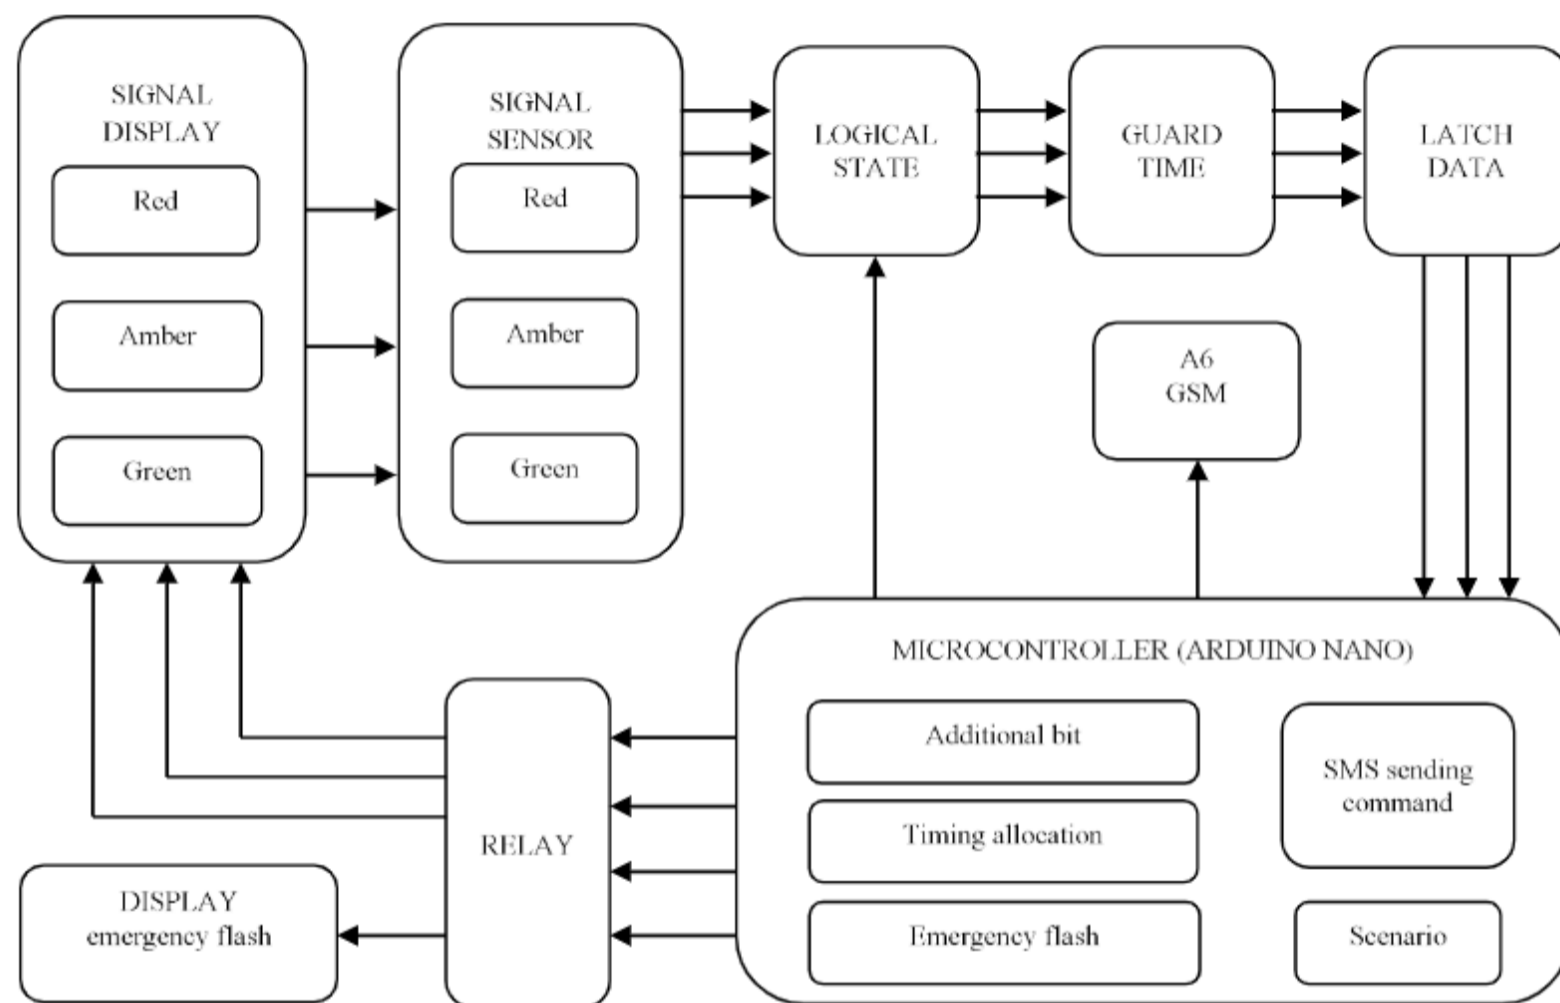 SIGNAL
DISPLAY
Red
Amber
Green
SIGNAL
SENSOR
Red
Amber
Green
LOGICAL
STATE
GUARD
TIME
LATCH
DATA
A6
GSM
MICROCONTROLLER (ARDUINO NANO)
Additional bit
Timing allocation
Emergency flash
SMS sending
command
Scenario
RELAY
DISPLAY
emergency flash